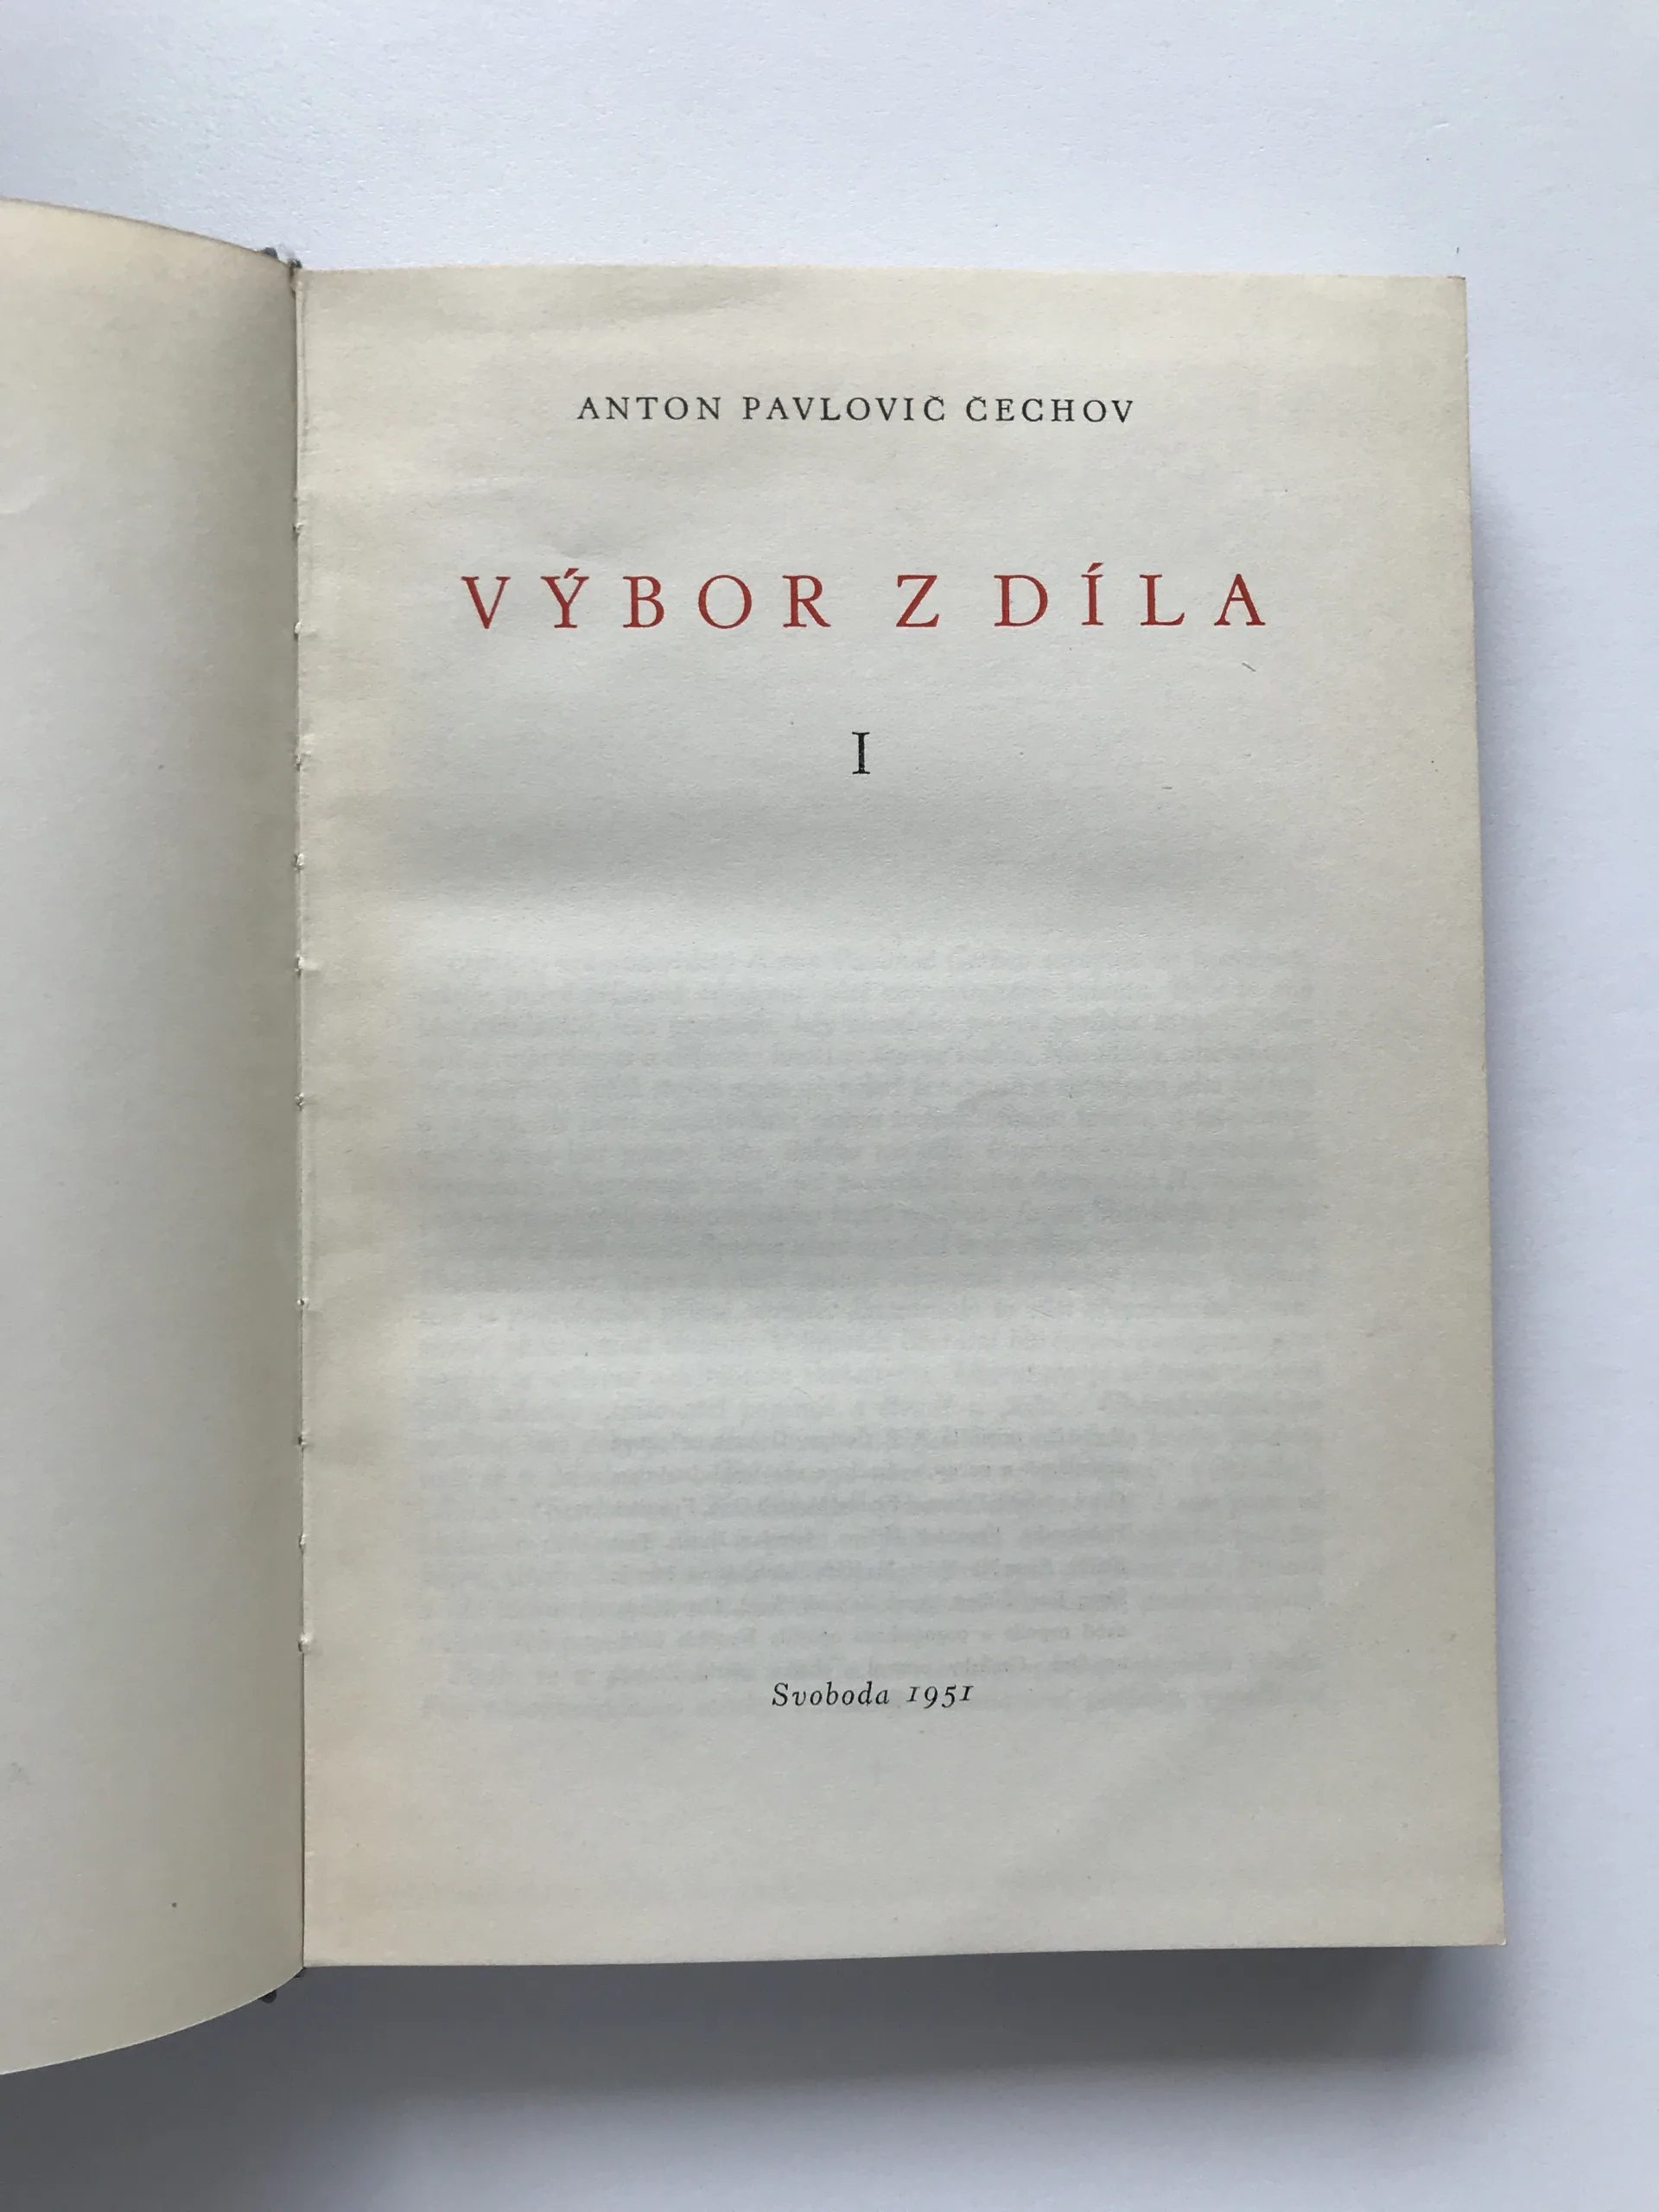 ANTON PAVLOVIČ ČECHOV
VÝBOR Z DÍLA
I
Svoboda 1951